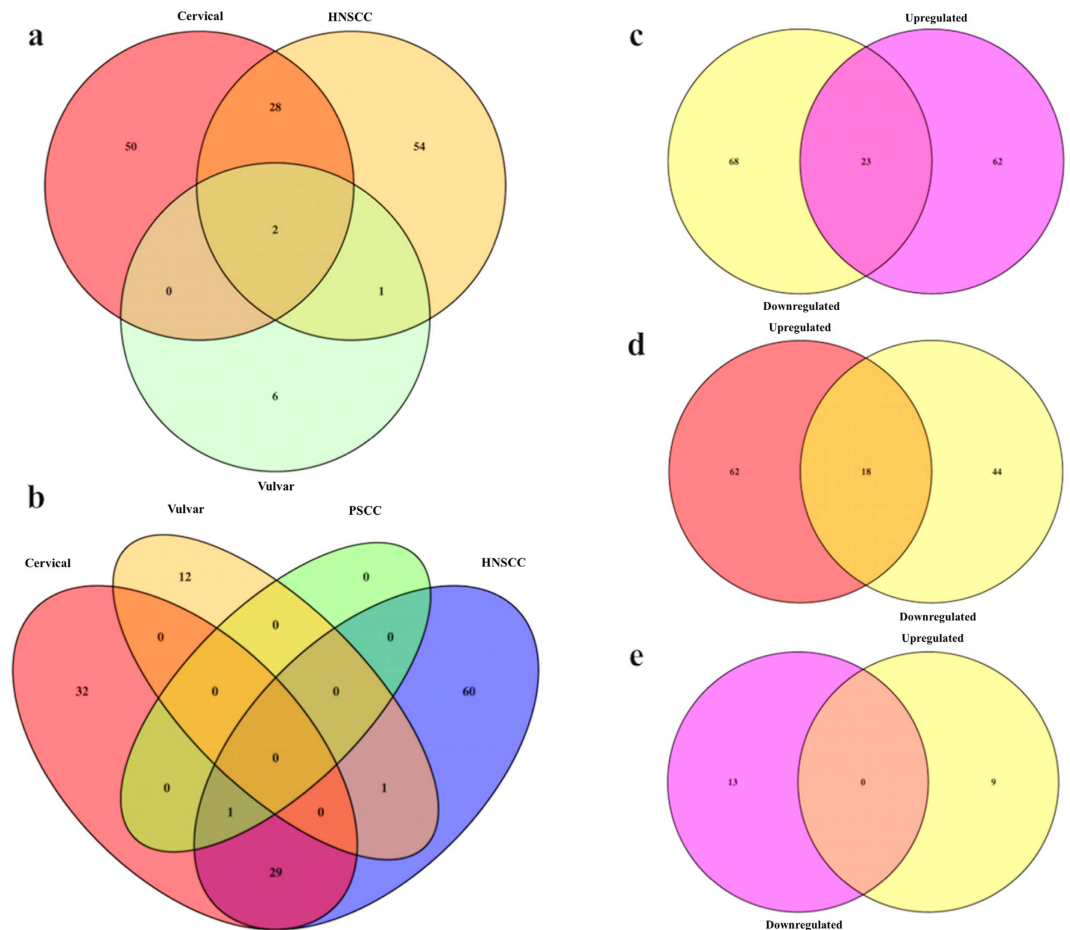 a
Cervical
HNSCC
28
50
54
2
0
1
6
Vulvar
b
Vulvar
PSCC
Cervical
HNSCC
12
0
0
0
0
32
0
0
60
0
0
1
0
1
29
c
Upregulated
68
23
62
Downregulated
d
Upregulated
62
18
44
Downregulated
e
Upregulated
13
0
9
Downregulated